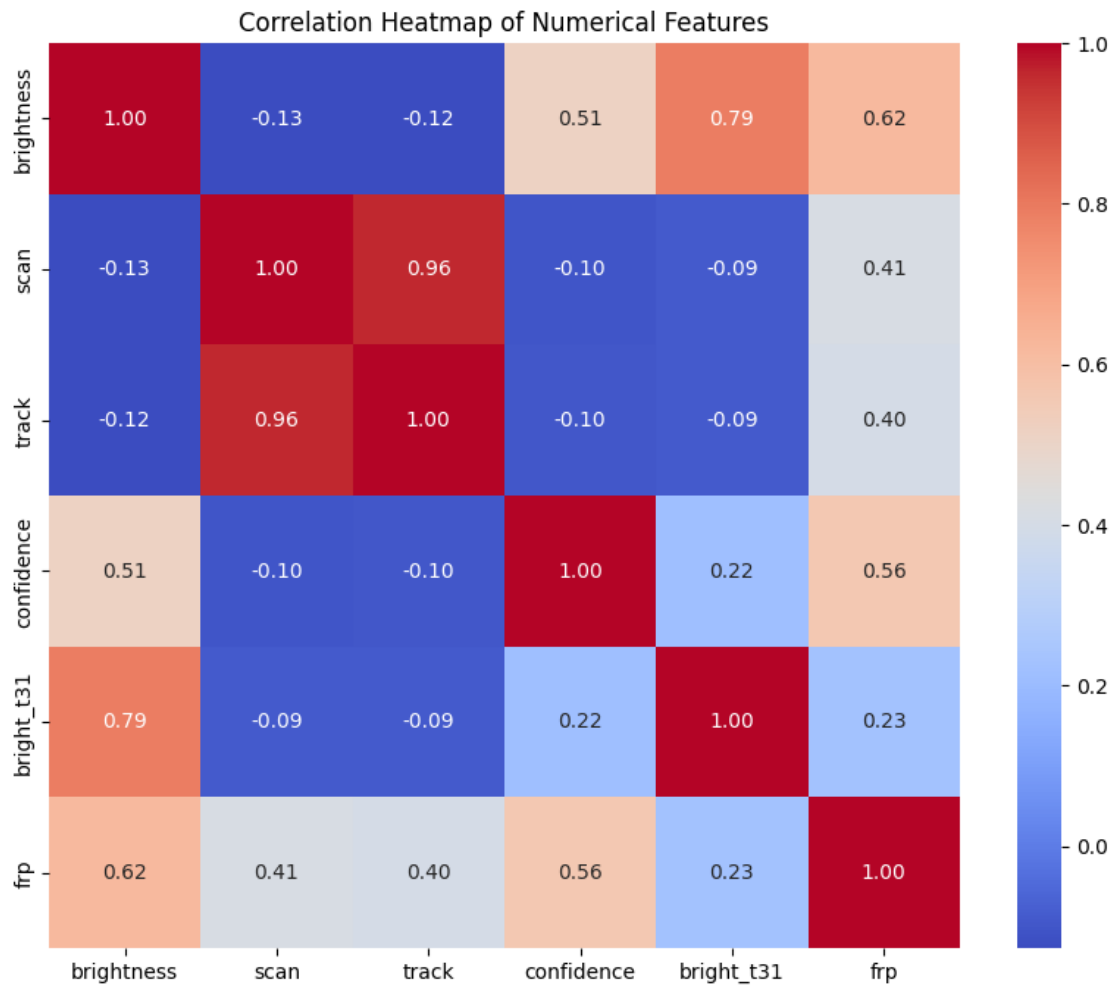 Correlation Heatmap of Numerical Features
brightness 1.00 -0.13 -0.12 0.51 0.79 0.62
scan -0.13 1.00 0.96 -0.10 -0.09 0.41
track -0.12 0.96 1.00 -0.10 -0.09 0.40
confidence 0.51 -0.10 -0.10 1.00 0.22 0.56
bright_t31 0.79 -0.09 -0.09 0.22 1.00 0.23
frp 0.62 0.41 0.40 0.56 0.23 1.00
brightness scan track confidence bright_t31 frp
1.0
0.8
0.6
0.4
0.2
0.0